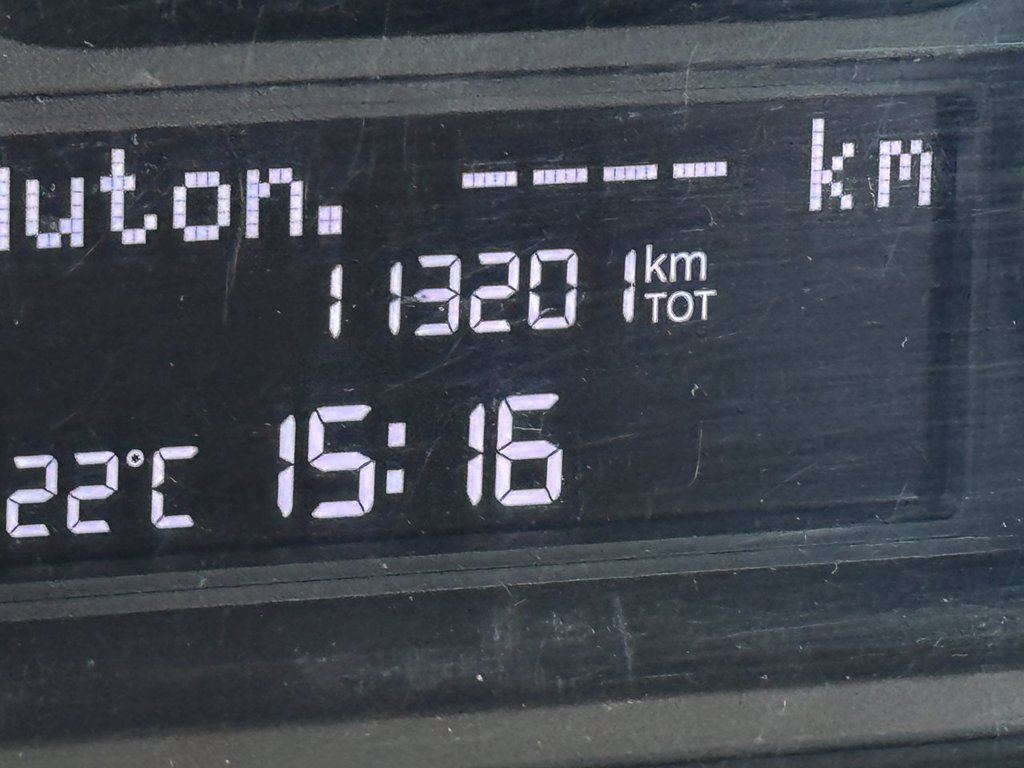 uton. ---- km
113201 km TOT
22°C 15:16